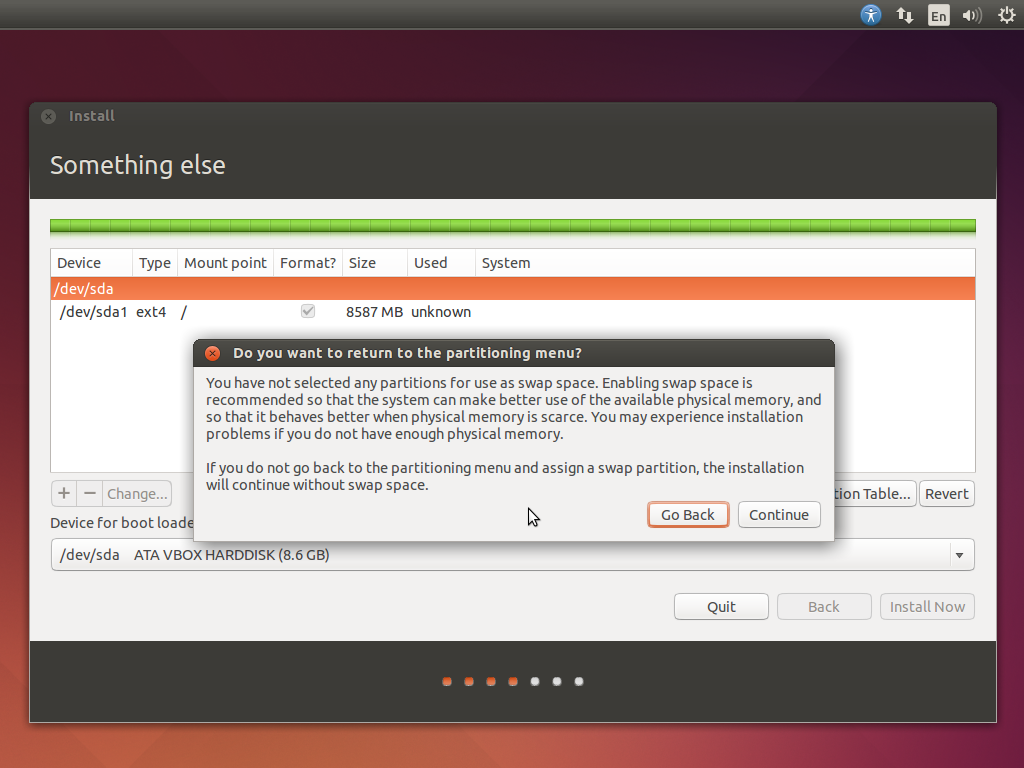 En
Install
Something else
Device Type Mount point Format? Size Used System
/dev/sda
/dev/sda1 ext4 / 8587 MB unknown
Do you want to return to the partitioning menu?
You have not selected any partitions for use as swap space. Enabling swap space is
recommended so that the system can make better use of the available physical memory, and
so that it behaves better when physical memory is scarce. You may experience installation
problems if you do not have enough physical memory.
If you do not go back to the partitioning menu and assign a swap partition, the installation
will continue without swap space.
Go Back Continue
+ − Change... tion Table... Revert
Device for boot loade
/dev/sda ATA VBOX HARDDISK (8.6 GB)
Quit Back Install Now